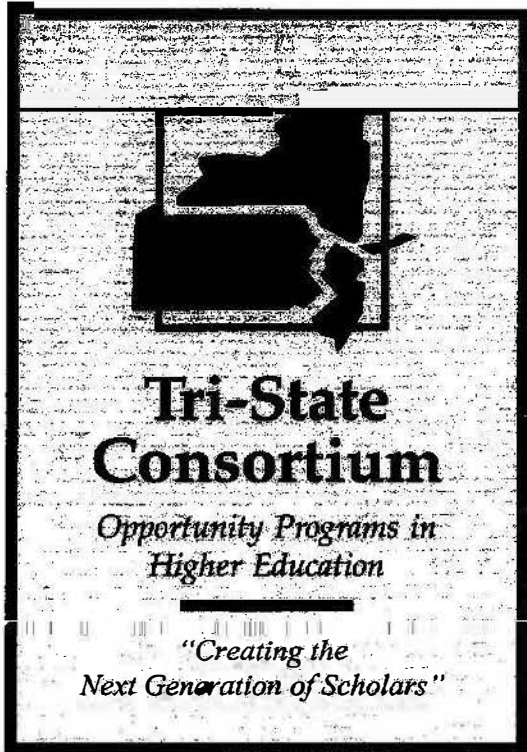 Tri-State
Consortium
Opportunity Programs in
Higher Education
"Creating the
Next Generation of Scholars"